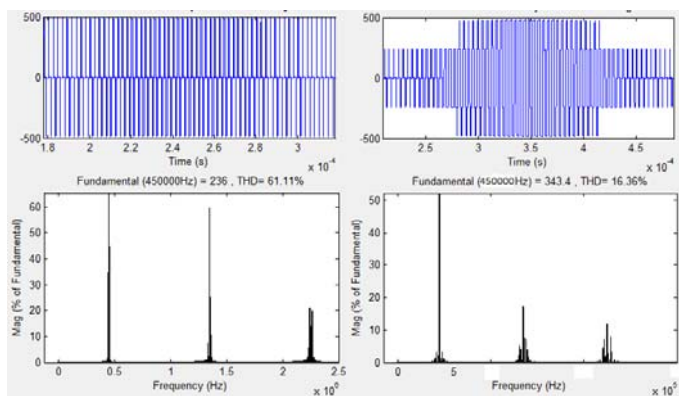 500
0
-500
1.8 2 2.2 2.4 2.6 2.8 3
Time (s)
x 10^-4
Fundamental (450000Hz) = 236 , THD= 61.11%
Mag (% of Fundamental)
60
50
40
30
20
10
0
0 0.5 1 1.5 2 2.5
Frequency (Hz)
x 10^6
500
0
-500
2.5 3 3.5 4 4.5
Time (s)
x 10^-4
Fundamental (450000Hz) = 343.4 , THD= 16.36%
Mag (% of Fundamental)
50
40
30
20
10
0
0 5
Frequency (Hz)
x 10^5